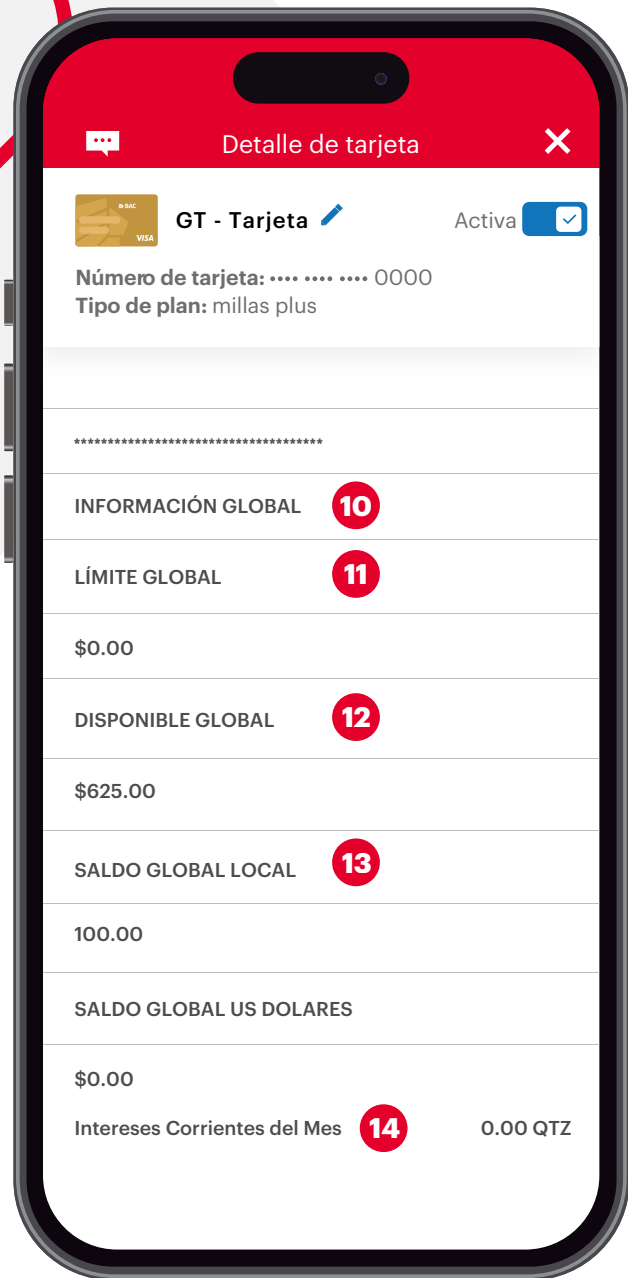 Detalle de tarjeta
BAC
VISA
GT - Tarjeta
Activa
Número de tarjeta: •••• •••• •••• 0000
Tipo de plan: millas plus
*************************************
INFORMACIÓN GLOBAL 10
LÍMITE GLOBAL 11
$0.00
DISPONIBLE GLOBAL 12
$625.00
SALDO GLOBAL LOCAL 13
100.00
SALDO GLOBAL US DOLARES
$0.00
Intereses Corrientes del Mes 14 0.00 QTZ